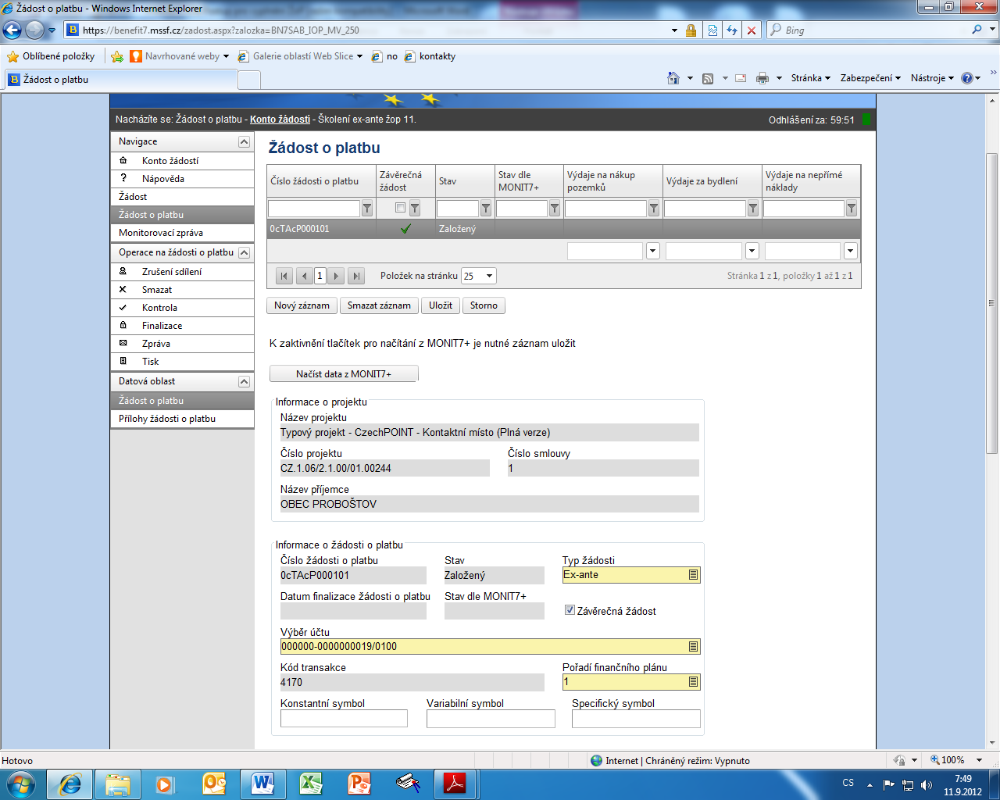 Žádost o platbu - Windows Internet Explorer
https://benefit7.mssf.cz/zadost.aspx?zalozka=BN7SAB_IOP_MV_250
Bing
Oblíbené položky
Navrhované weby
Galerie oblastí Web Slice
no
kontakty
Žádost o platbu
Stránka
Zabezpečení
Nástroje
Nacházíte se: Žádost o platbu - Konto žádostí - Školení ex-ante žop 11.
Odhlášení za: 59:51
Navigace
Konto žádostí
Nápověda
Žádost
Žádost o platbu
Monitorovací zpráva
Operace na žádosti o platbu
Zrušení sdílení
Smazat
Kontrola
Finalizace
Zpráva
Tisk
Datová oblast
Žádost o platbu
Přílohy žádosti o platbu
Žádost o platbu
Číslo žádosti o platbu
Závěrečná žádost
Stav
Stav dle MONIT7+
Výdaje na nákup pozemků
Výdaje za bydlení
Výdaje na nepřímé náklady
0cTAcP000101
Založený
1
Položek na stránku
25
Stránka 1 z 1, položky 1 až 1 z 1
Nový záznam
Smazat záznam
Uložit
Storno
K zaktivnění tlačítek pro načítání z MONIT7+ je nutné záznam uložit
Načíst data z MONIT7+
Informace o projektu
Název projektu
Typový projekt - CzechPOINT - Kontaktní místo (Plná verze)
Číslo projektu
Číslo smlouvy
CZ.1.06/2.1.00/01.00244
1
Název příjemce
OBEC PROBOŠTOV
Informace o žádosti o platbu
Číslo žádosti o platbu
Stav
Typ žádosti
0cTAcP000101
Založený
Ex-ante
Datum finalizace žádosti o platbu
Stav dle MONIT7+
Závěrečná žádost
Výběr účtu
000000-0000000019/0100
Kód transakce
Pořadí finančního plánu
4170
1
Konstantní symbol
Variabilní symbol
Specifický symbol
Hotovo
Internet | Chráněný režim: Vypnuto
100%
CS
7:49
11.9.2012